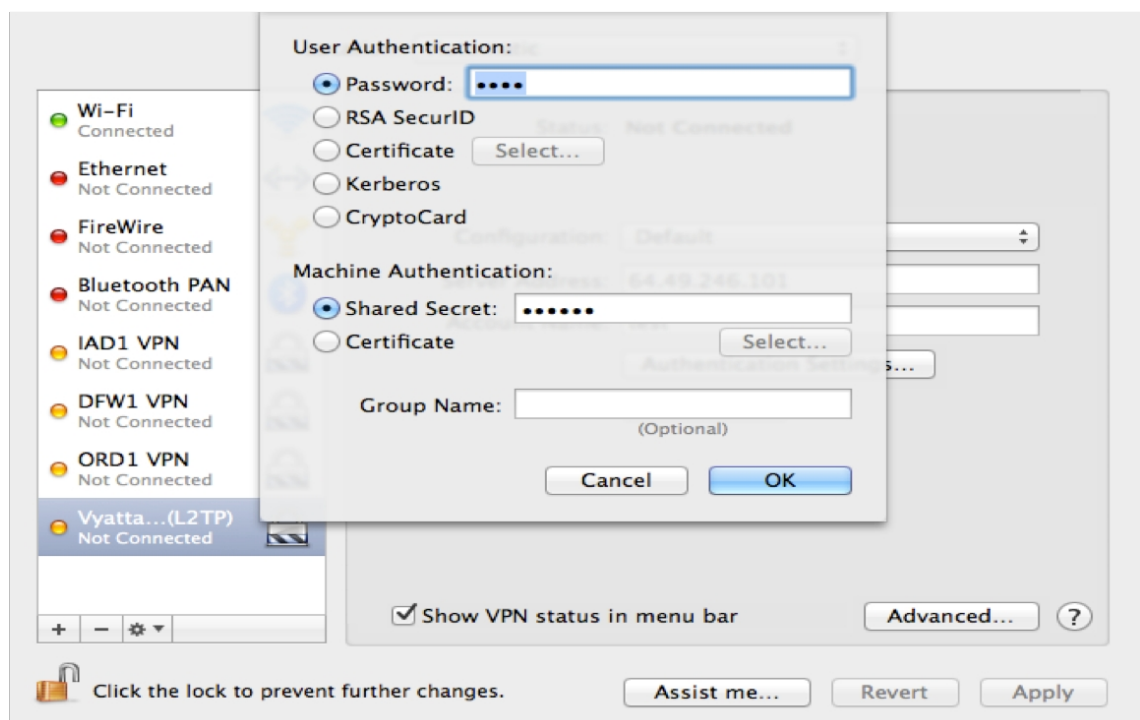 User Authentication:
Password: ••••
RSA SecurID
Certificate Select...
Kerberos
CryptoCard
Machine Authentication:
Shared Secret: ••••••
Certificate Select...
Group Name:
(Optional)
Cancel OK
Wi-Fi
Connected
Ethernet
Not Connected
FireWire
Not Connected
Bluetooth PAN
Not Connected
IAD1 VPN
Not Connected
DFW1 VPN
Not Connected
ORD1 VPN
Not Connected
Vyatta...(L2TP)
Not Connected
Status: Not Connected
Configuration: Default
Server Address: 64.49.246.101
Account Name:
Authentication Settings...
Show VPN status in menu bar
Advanced... ?
Click the lock to prevent further changes.
Assist me... Revert Apply